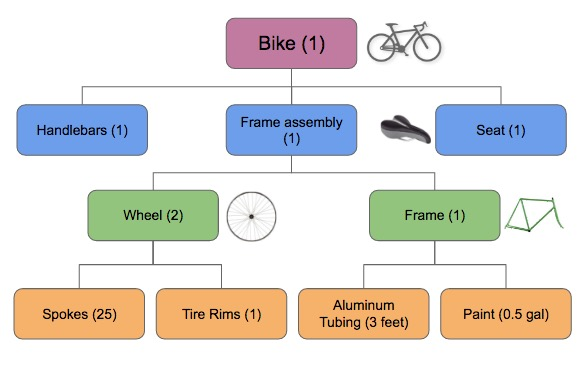 Bike (1)
Handlebars (1)
Frame assembly
(1)
Seat (1)
Wheel (2)
Frame (1)
Spokes (25)
Tire Rims (1)
Aluminum
Tubing (3 feet)
Paint (0.5 gal)